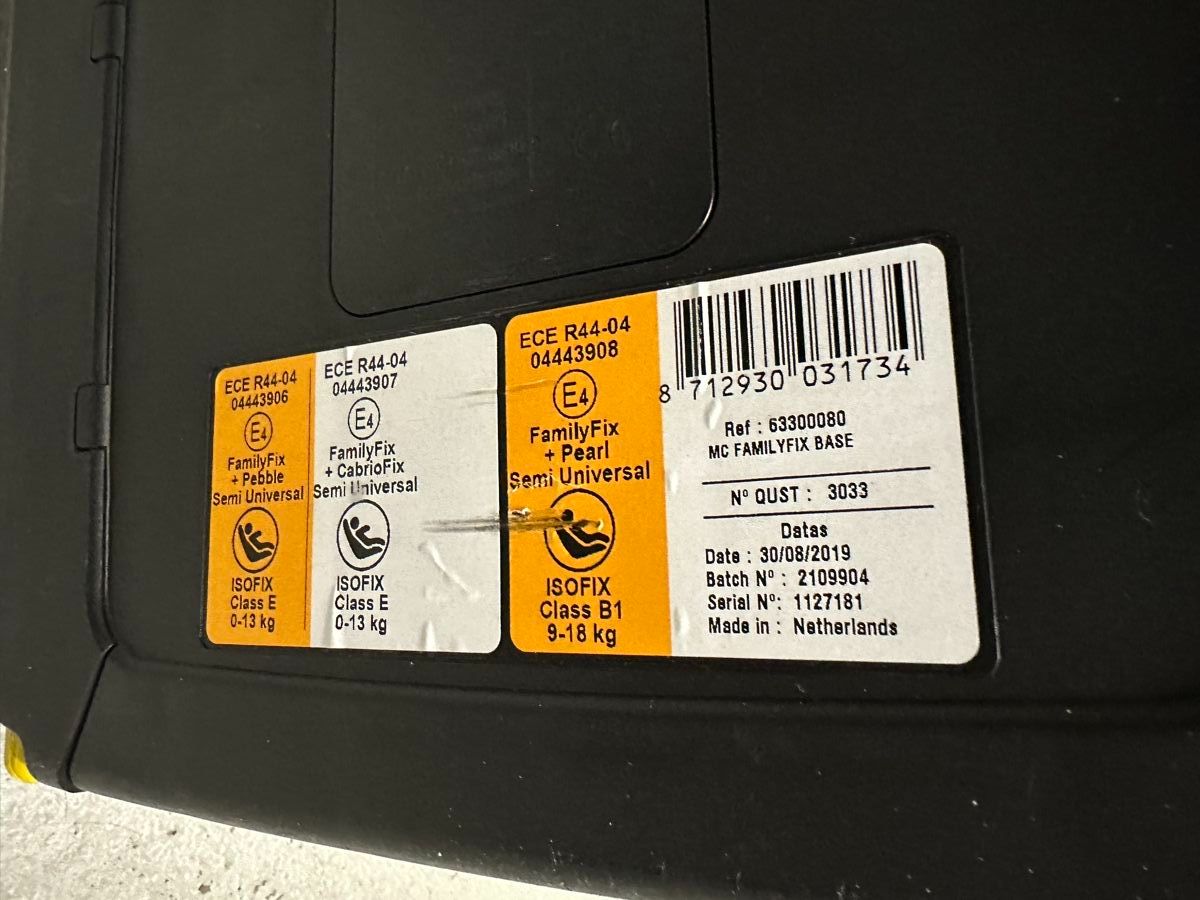 ECE R44-04
04443906
E4
FamilyFix
+ Pebble
Semi Universal
ISOFIX
Class E
0-13 kg
ECE R44-04
04443907
E4
FamilyFix
+ CabrioFix
Semi Universal
ISOFIX
Class E
0-13 kg
ECE R44-04
04443908
E4
FamilyFix
+ Pearl
Semi Universal
ISOFIX
Class B1
9-18 kg
8 712930 031734
Ref : 63300080
MC FAMILYFIX BASE
Nº QUST : 3033
Datas
Date : 30/08/2019
Batch Nº : 2109904
Serial Nº: 1127181
Made in : Netherlands